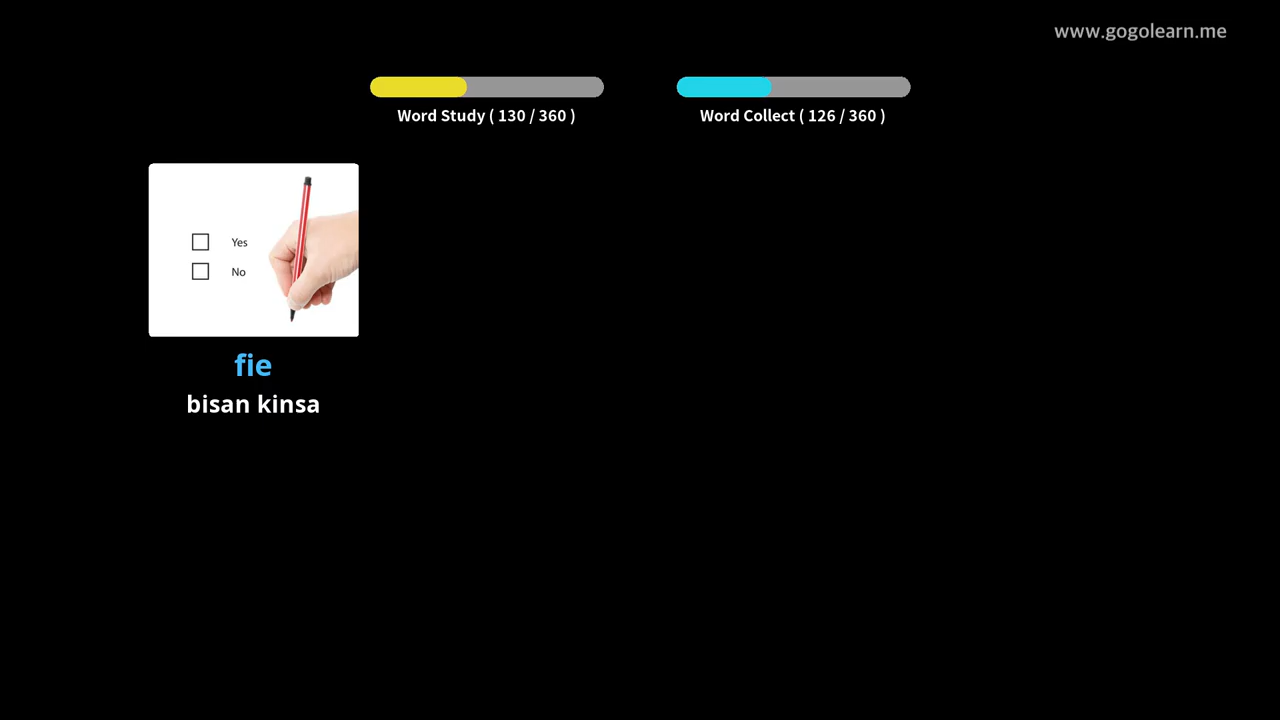 www.gogolearn.me
Word Study ( 130 / 360 )
Word Collect ( 126 / 360 )
Yes
No
fie
bisan kinsa